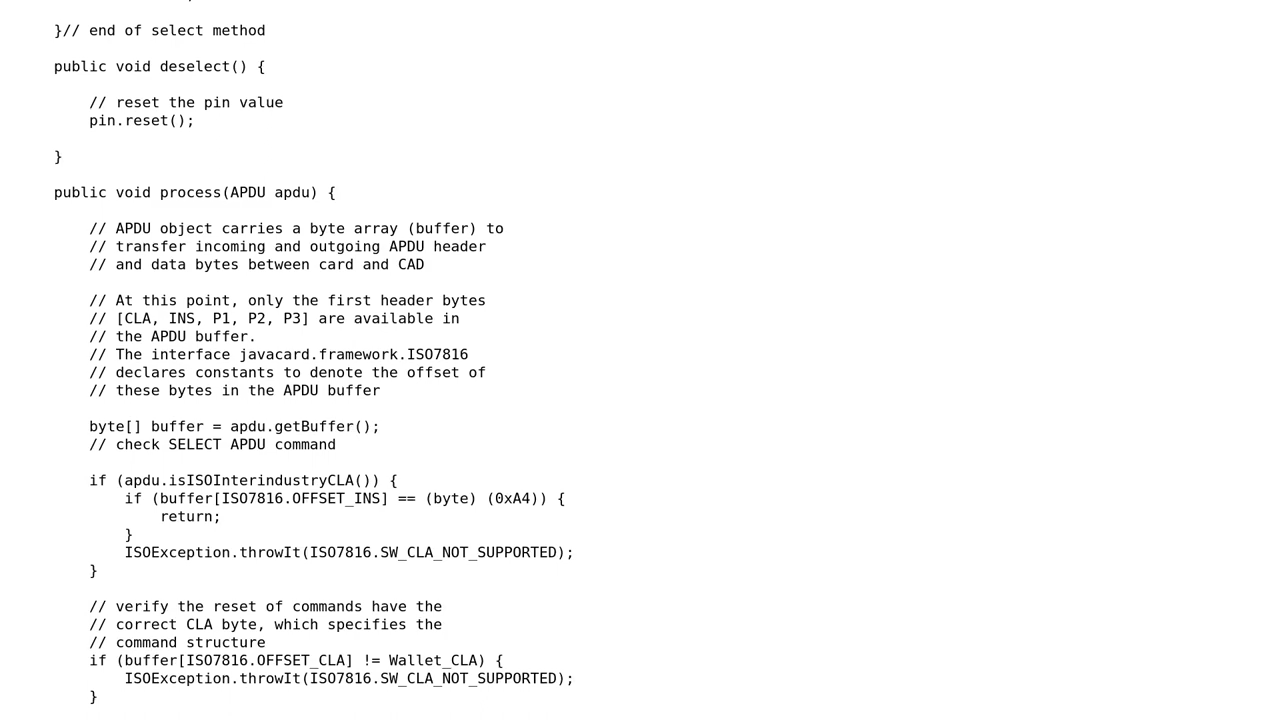 }// end of select method
public void deselect() {
// reset the pin value
pin.reset();
}
public void process(APDU apdu) {
// APDU object carries a byte array (buffer) to
// transfer incoming and outgoing APDU header
// and data bytes between card and CAD
// At this point, only the first header bytes
// [CLA, INS, P1, P2, P3] are available in
// the APDU buffer.
// The interface javacard.framework.ISO7816
// declares constants to denote the offset of
// these bytes in the APDU buffer
byte[] buffer = apdu.getBuffer();
// check SELECT APDU command
if (apdu.isISOInterindustryCLA()) {
if (buffer[ISO7816.OFFSET_INS] == (byte) (0xA4)) {
return;
}
ISOException.throwIt(ISO7816.SW_CLA_NOT_SUPPORTED);
}
// verify the reset of commands have the
// correct CLA byte, which specifies the
// command structure
if (buffer[ISO7816.OFFSET_CLA] != Wallet_CLA) {
ISOException.throwIt(ISO7816.SW_CLA_NOT_SUPPORTED);
}